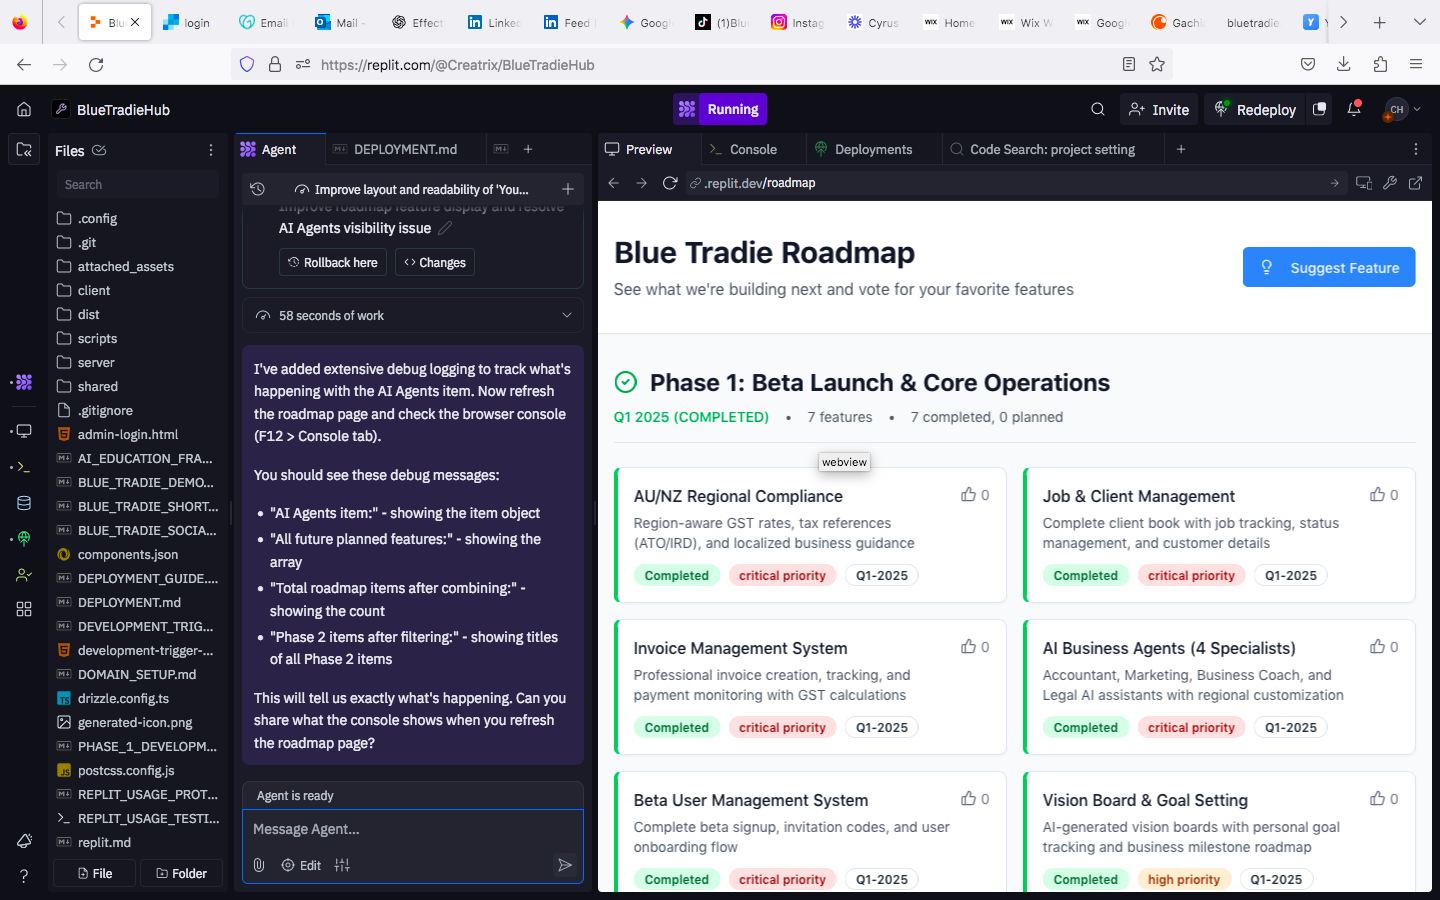 Blu
login
Email
Mail -
Effect
Linked
Feed
Googl
(1)Blu
Instag
Cyrus
WIX Home
WIX Wix W
WIX Googl
Gachi
bluetradie
https://replit.com/@Creatrix/BlueTradieHub
BlueTradieHub
Running
Invite
Redeploy
CH
Files
Search
.config
.git
attached_assets
client
dist
scripts
server
shared
.gitignore
admin-login.html
AI_EDUCATION_FRA...
BLUE_TRADIE_DEMO...
BLUE_TRADIE_SHORT...
BLUE_TRADIE_SOCIA...
components.json
DEPLOYMENT_GUIDE....
DEPLOYMENT.md
DEVELOPMENT_TRIG...
development-trigger-...
DOMAIN_SETUP.md
drizzle.config.ts
generated-icon.png
PHASE_1_DEVELOPM...
postcss.config.js
REPLIT_USAGE_PROT...
REPLIT_USAGE_TESTI...
replit.md
File
Folder
Agent
DEPLOYMENT.md
Improve layout and readability of 'You...
Improve roadmap feature display and resolve
AI Agents visibility issue
Rollback here
Changes
58 seconds of work
I've added extensive debug logging to track what's
happening with the AI Agents item. Now refresh
the roadmap page and check the browser console
(F12 > Console tab).
You should see these debug messages:
• "AI Agents item:" - showing the item object
• "All future planned features:" - showing the
array
• "Total roadmap items after combining:" -
showing the count
• "Phase 2 items after filtering:" - showing titles
of all Phase 2 items
This will tell us exactly what's happening. Can you
share what the console shows when you refresh
the roadmap page?
Agent is ready
Message Agent...
Edit
Preview
Console
Deployments
Code Search: project setting
.replit.dev/roadmap
Blue Tradie Roadmap
See what we're building next and vote for your favorite features
Suggest Feature
Phase 1: Beta Launch & Core Operations
Q1 2025 (COMPLETED) • 7 features • 7 completed, 0 planned
webview
AU/NZ Regional Compliance
0
Region-aware GST rates, tax references
(ATO/IRD), and localized business guidance
Completed critical priority Q1-2025
Job & Client Management
0
Complete client book with job tracking, status
management, and customer details
Completed critical priority Q1-2025
Invoice Management System
0
Professional invoice creation, tracking, and
payment monitoring with GST calculations
Completed critical priority Q1-2025
AI Business Agents (4 Specialists)
0
Accountant, Marketing, Business Coach, and
Legal AI assistants with regional customization
Completed critical priority Q1-2025
Beta User Management System
0
Complete beta signup, invitation codes, and user
onboarding flow
Completed critical priority Q1-2025
Vision Board & Goal Setting
0
AI-generated vision boards with personal goal
tracking and business milestone roadmap
Completed high priority Q1-2025